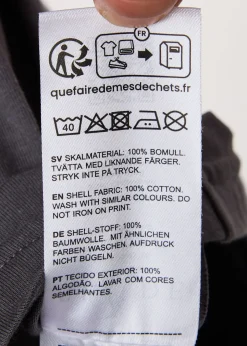 FR
quefairedemesdechets.fr
40
SV SKALMATERIAL: 100% BOMULL.
TVÄTTA MED LIKNANDE FÄRGER.
STRYK INTE PÅ TRYCK.
EN SHELL FABRIC: 100% COTTON.
WASH WITH SIMILAR COLOURS. DO
NOT IRON ON PRINT.
DE SHELL-STOFF: 100%
BAUMWOLLE. MIT ÄHNLICHEN
FARBEN WASCHEN. AUFDRUCK
NICHT BÜGELN.
PT TECIDO EXTERIOR: 100%
ALGODÃO. LAVAR COM CORES
SEMELHANTES.